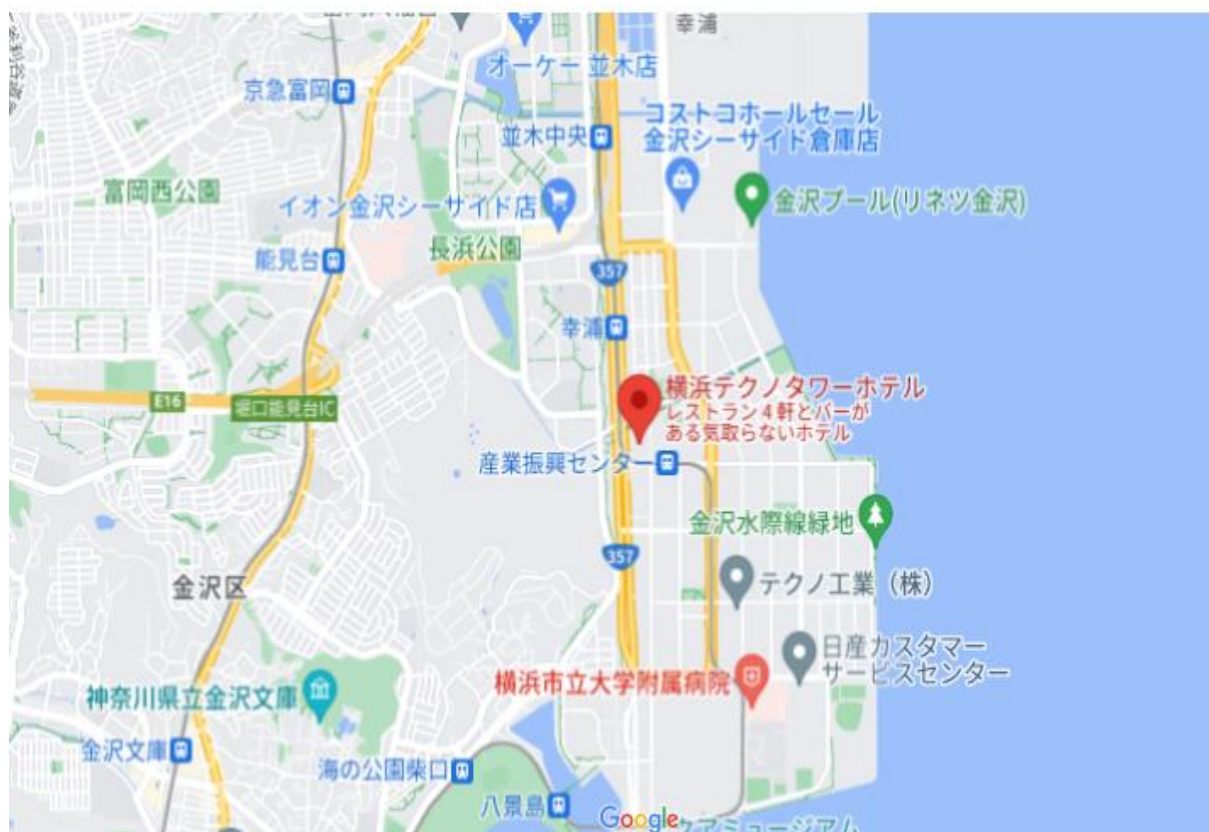 幸浦
オーケー 並木店
京急富岡
並木中央
コストコホールセール
金沢シーサイド倉庫店
富岡西公園
イオン金沢シーサイド店
金沢プール(リネツ金沢)
長浜公園
能見台
357
幸浦
横浜テクノタワーホテル
レストラン4軒とバーが
ある気取らないホテル
E16
堀口能見台IC
産業振興センター
金沢水際線緑地
357
テクノ工業（株）
金沢区
日産カスタマー
サービスセンター
横浜市立大学附属病院
神奈川県立金沢文庫
金沢文庫
海の公園柴口
八景島
Google